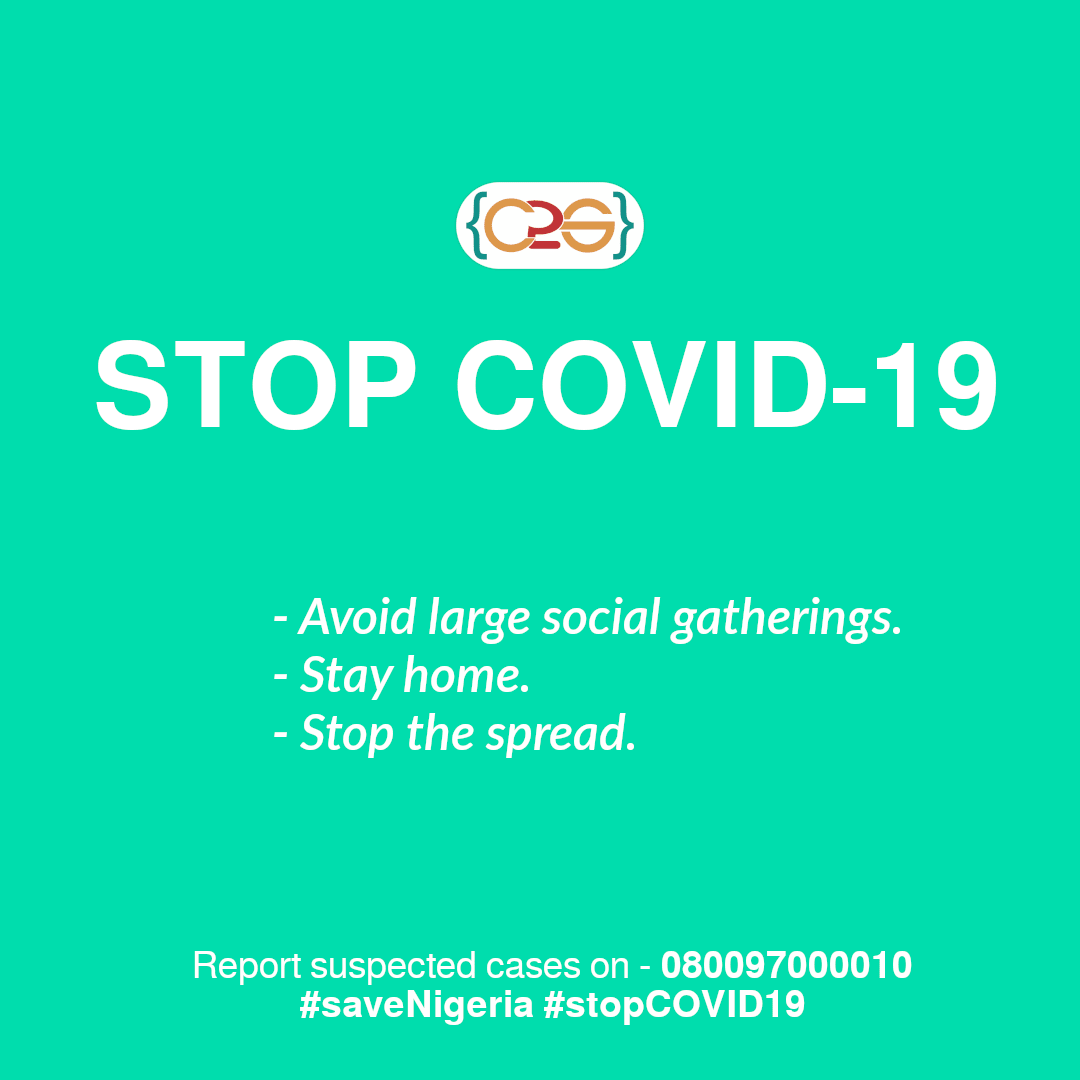 {C2S}
STOP COVID-19
- Avoid large social gatherings.
- Stay home.
- Stop the spread.
Report suspected cases on - 080097000010
#saveNigeria #stopCOVID19